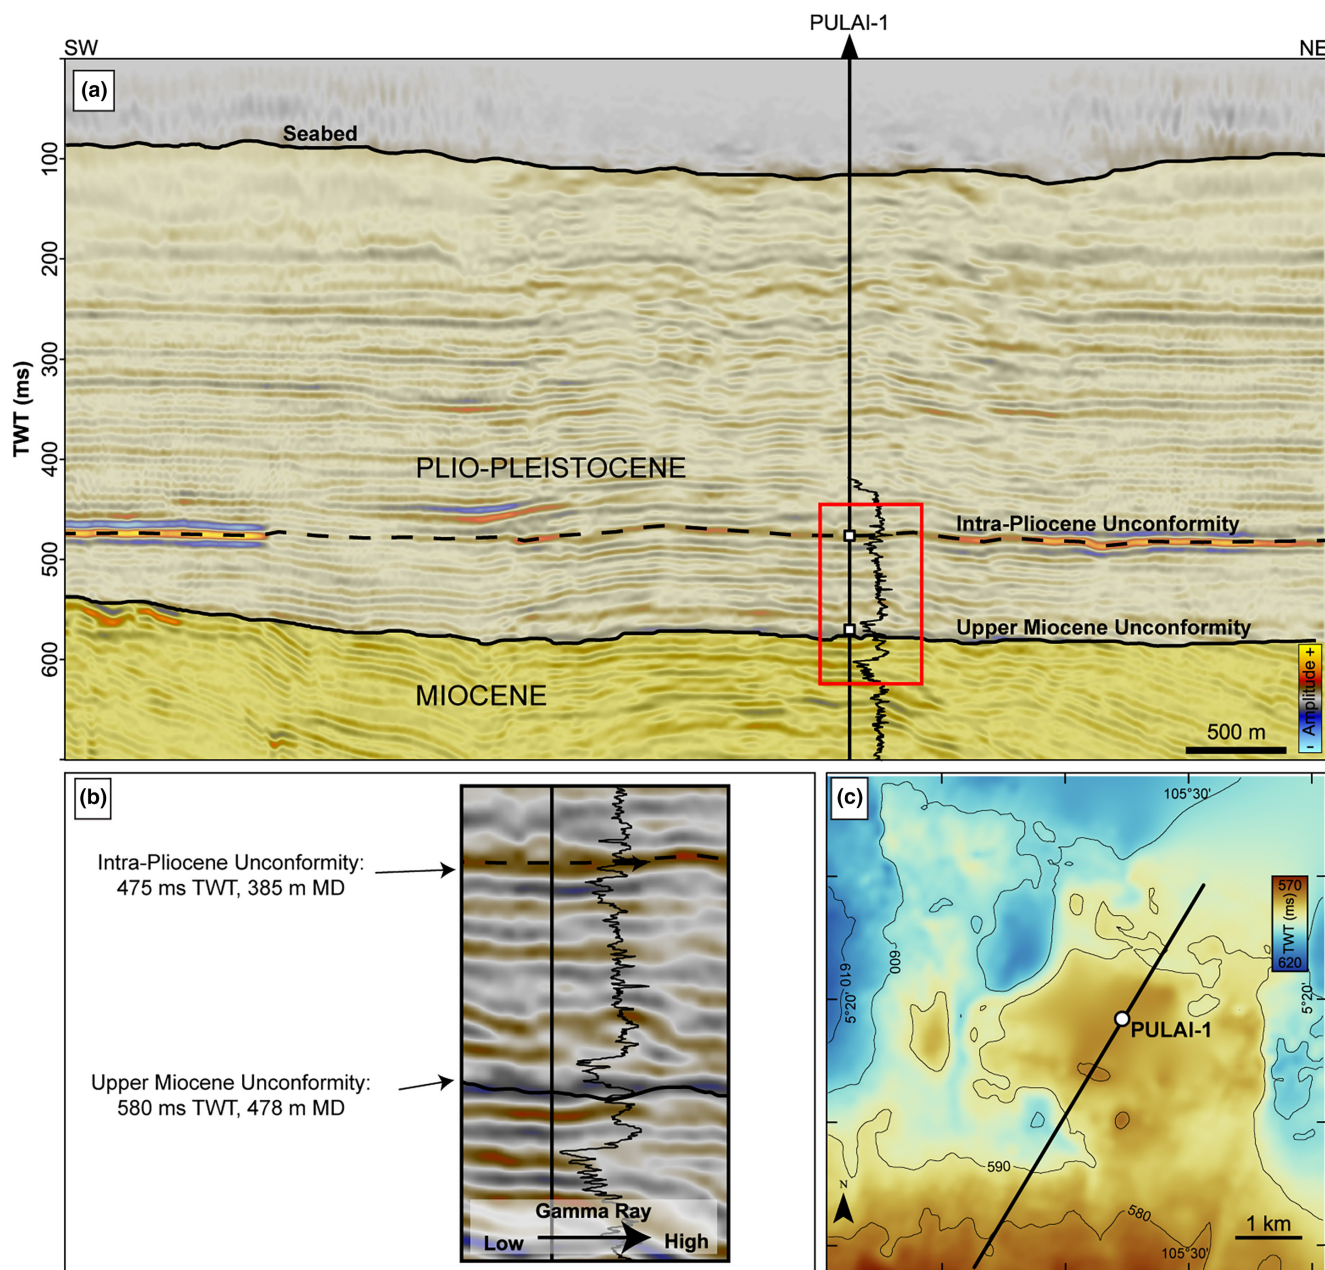 PULAI-1
SW
NE
(a)
Seabed
100
200
300
400
500
600
TWT (ms)
PLIO-PLEISTOCENE
Intra-Pliocene Unconformity
Upper Miocene Unconformity
MIOCENE
500 m
- Amplitude +
(b)
Intra-Pliocene Unconformity:
475 ms TWT, 385 m MD
Upper Miocene Unconformity:
580 ms TWT, 478 m MD
Gamma Ray
Low
High
(c)
105°30'
570
TWT (ms)
620
600
610
5°20'
5°20'
PULAI-1
590
580
N
1 km
105°30'